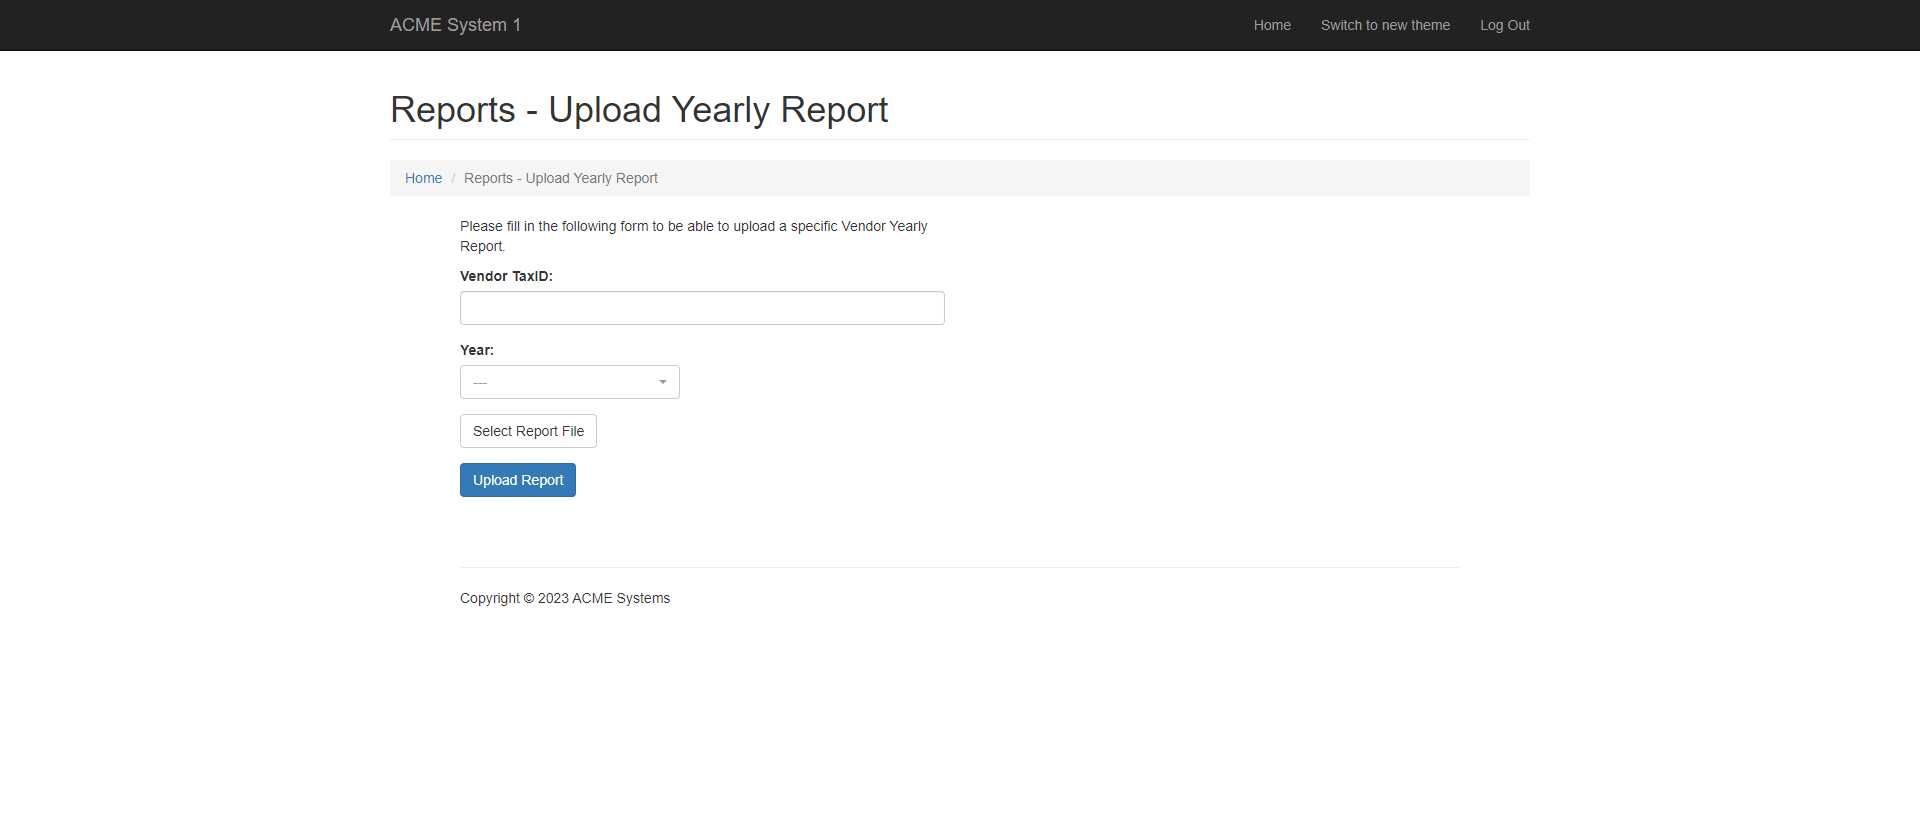 ACME System 1
Home
Switch to new theme
Log Out
Reports - Upload Yearly Report
Home / Reports - Upload Yearly Report
Please fill in the following form to be able to upload a specific Vendor Yearly
Report.
Vendor TaxID:
Year:
---
Select Report File
Upload Report
Copyright © 2023 ACME Systems